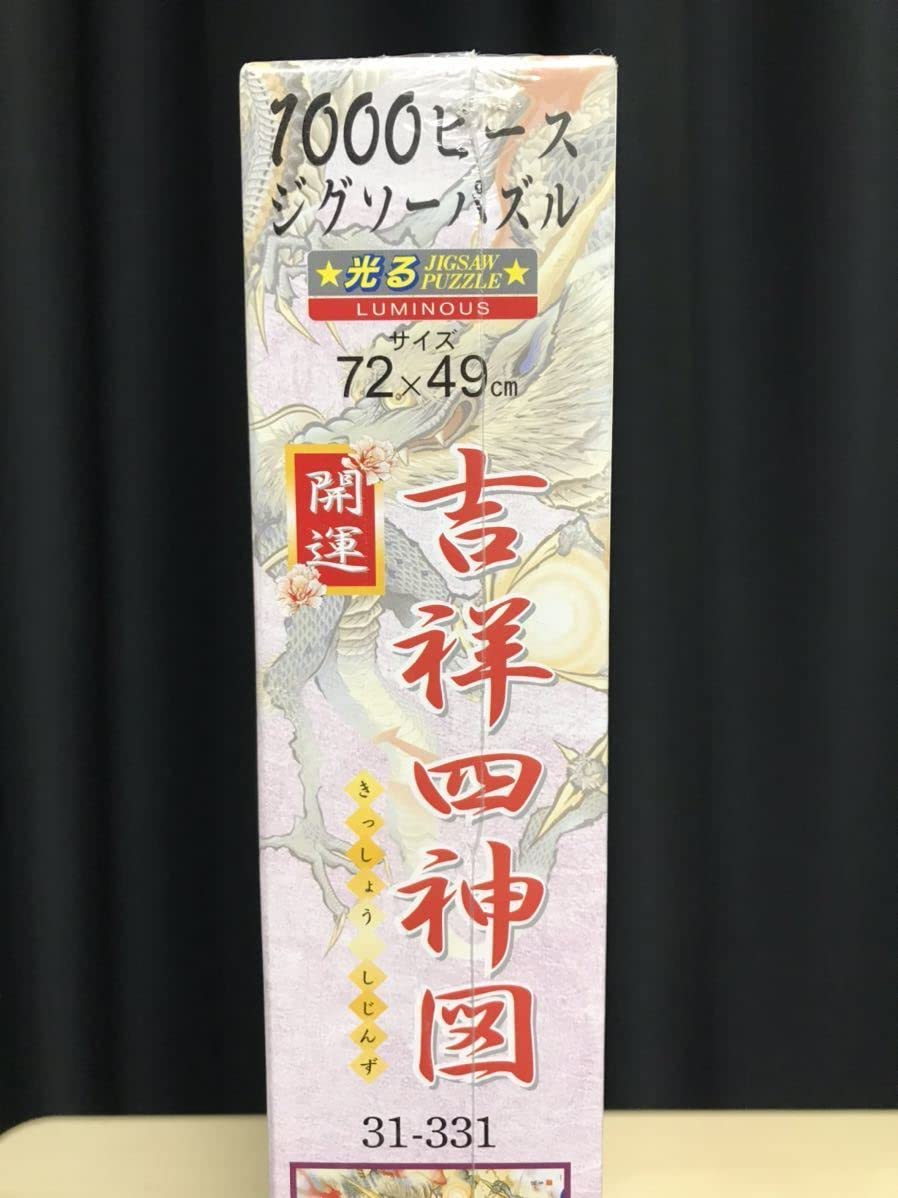 1000ピース
ジグソーパズル
★光る JIGSAW PUZZLE★
LUMINOUS
サイズ
72×49cm
開運
吉祥四神図
きっしょう しじんず
31-331